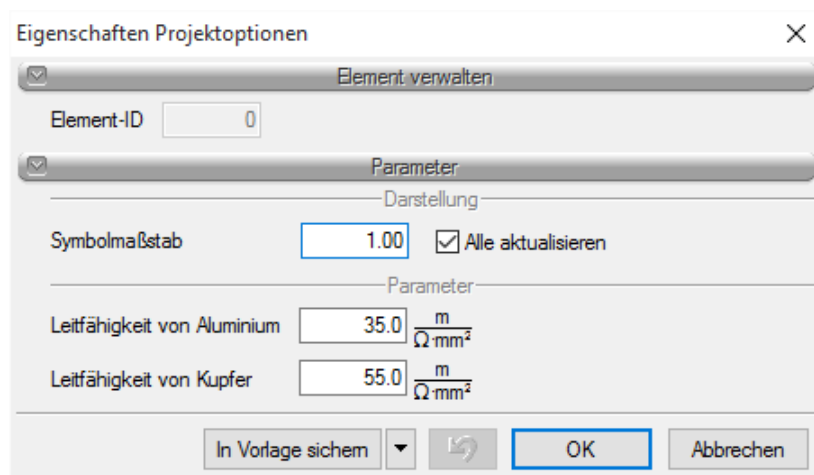 Eigenschaften Projektoptionen
Element verwalten
Element-ID 0
Parameter
Darstellung
Symbolmaßstab 1.00 Alle aktualisieren
Parameter
Leitfähigkeit von Aluminium 35.0 m/Ω·mm²
Leitfähigkeit von Kupfer 55.0 m/Ω·mm²
In Vorlage sichern OK Abbrechen